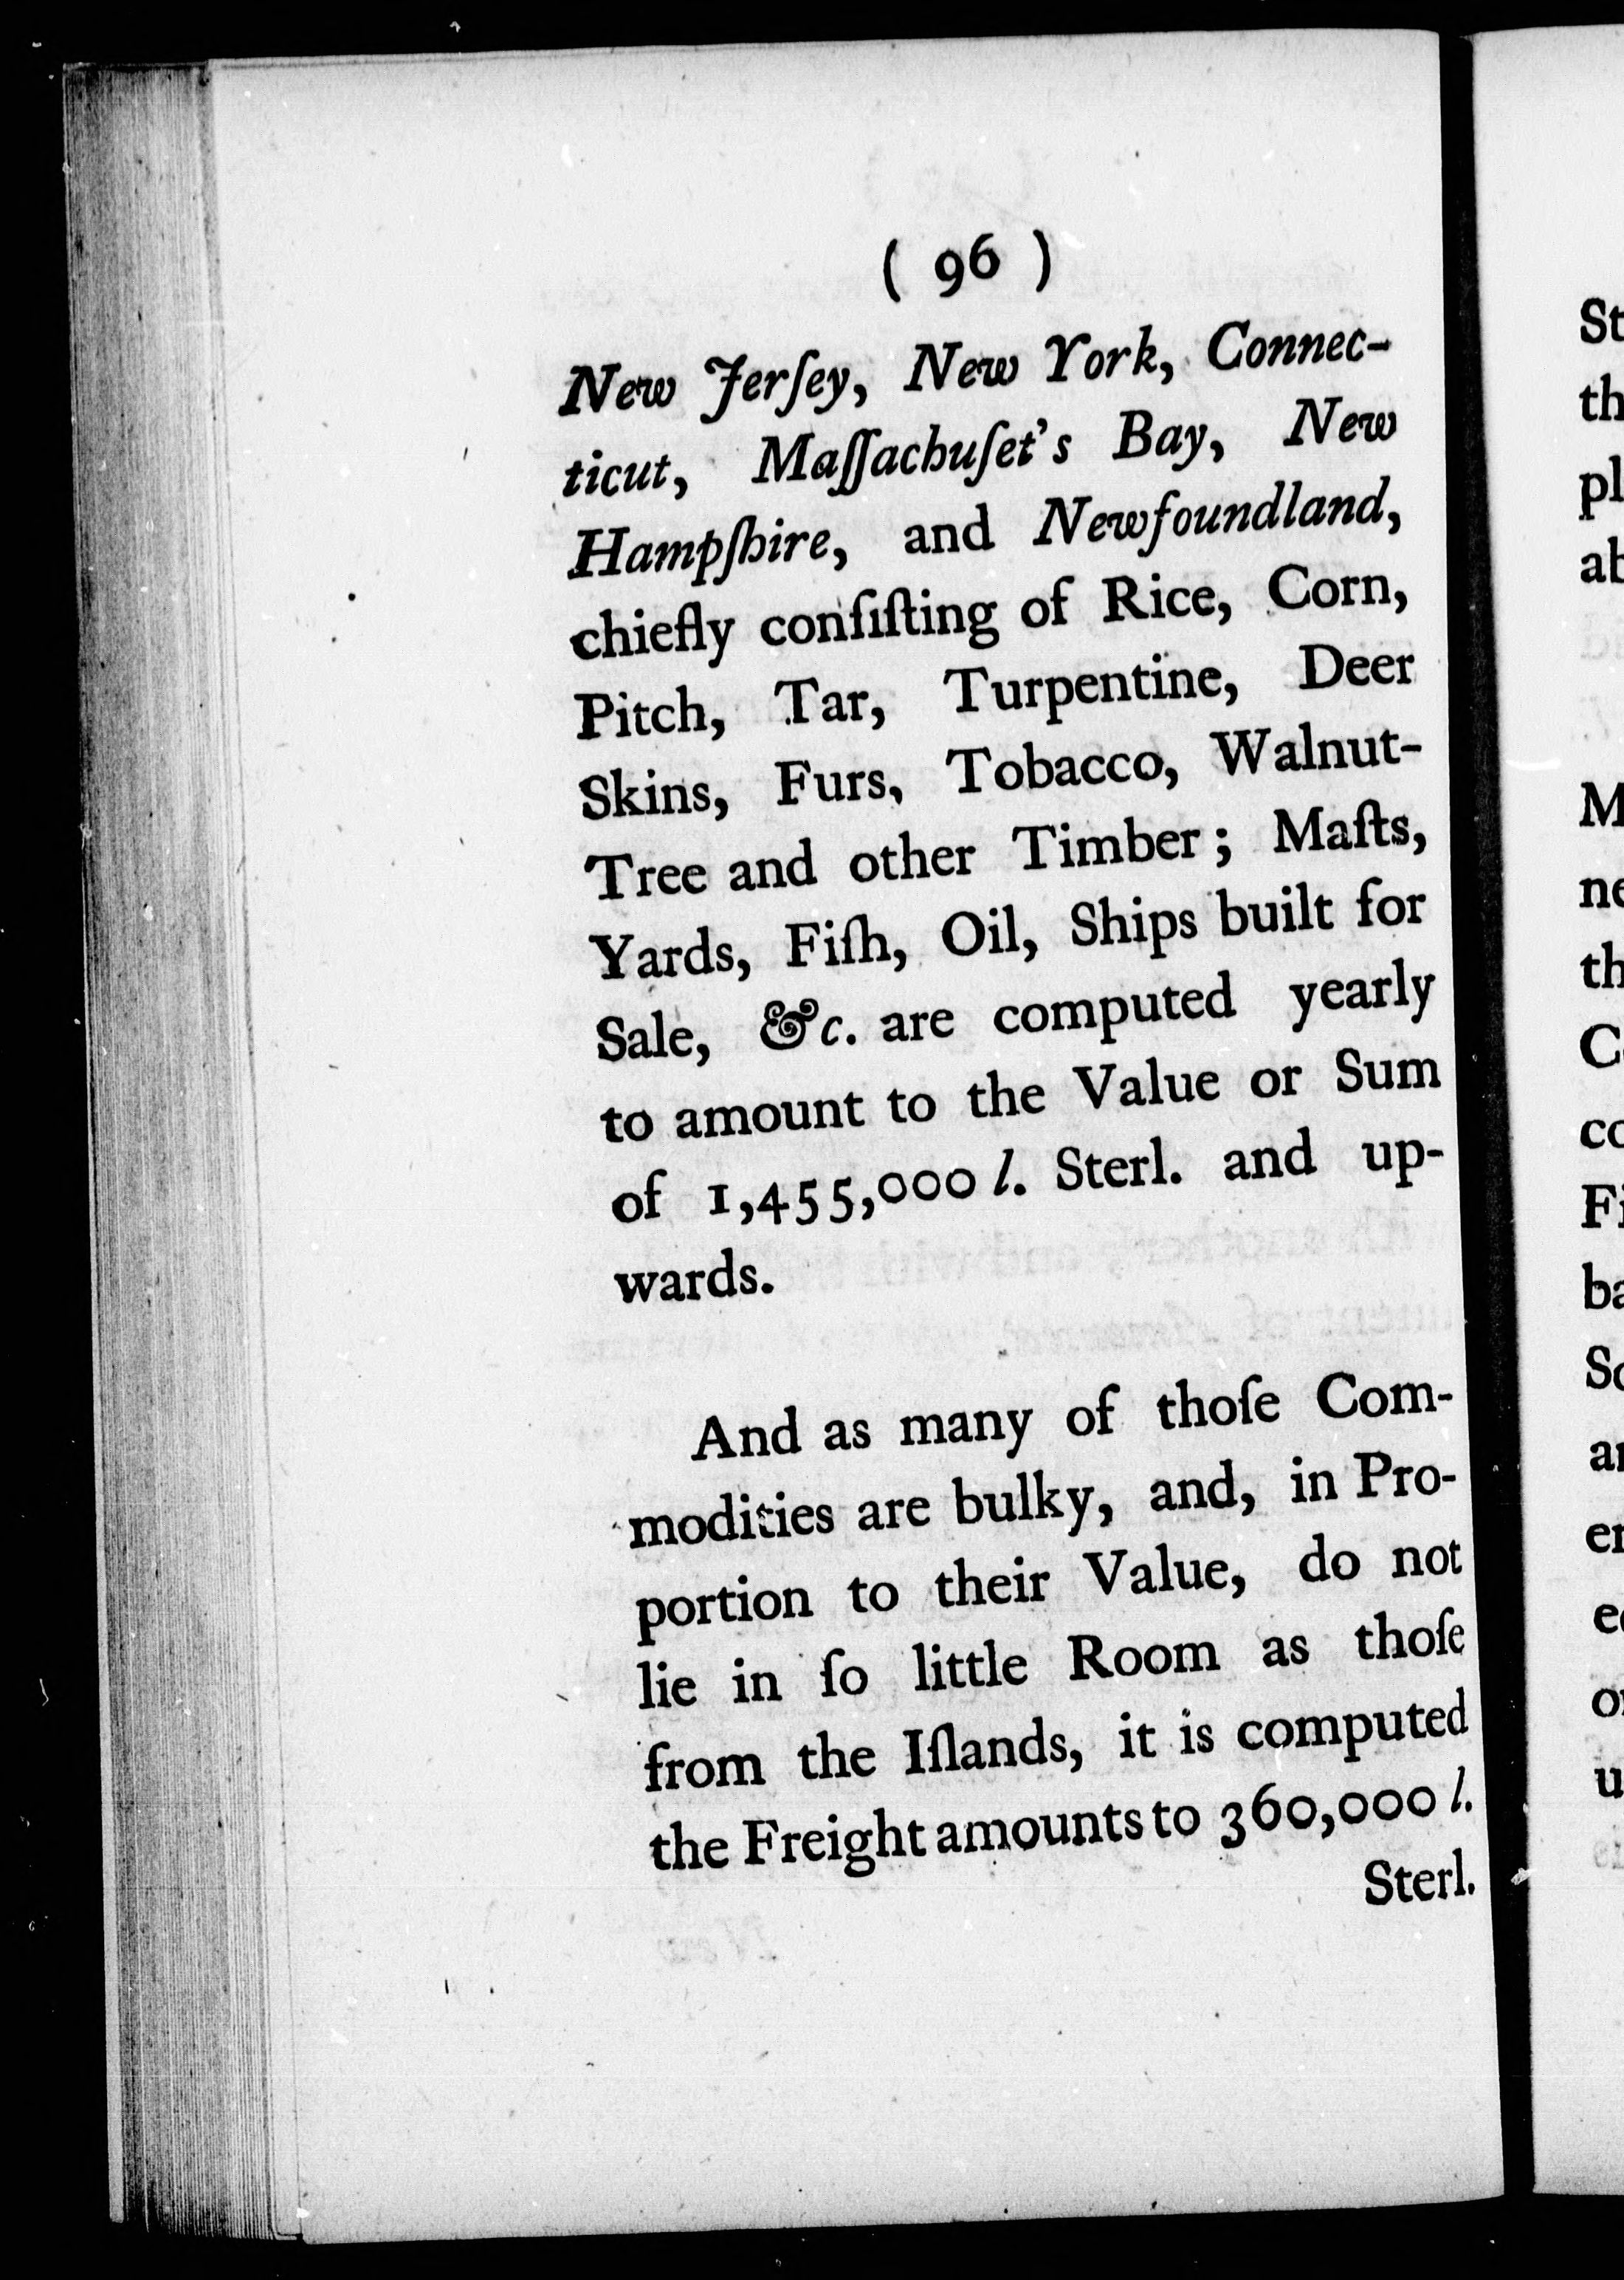 ( 96 )
New Jerſey, New York, Connec-
ticut, Maſſachuſet's Bay, New
Hampſhire, and Newfoundland,
chiefly conſiſting of Rice, Corn,
Pitch, Tar, Turpentine, Deer
Skins, Furs, Tobacco, Walnut-
Tree and other Timber; Maſts,
Yards, Fiſh, Oil, Ships built for
Sale, &c. are computed yearly
to amount to the Value or Sum
of 1,455,000 l. Sterl. and up-
wards.
And as many of thoſe Com-
modities are bulky, and, in Pro-
portion to their Value, do not
lie in ſo little Room as thoſe
from the Iſlands, it is computed
the Freight amounts to 360,000 l.
Sterl.